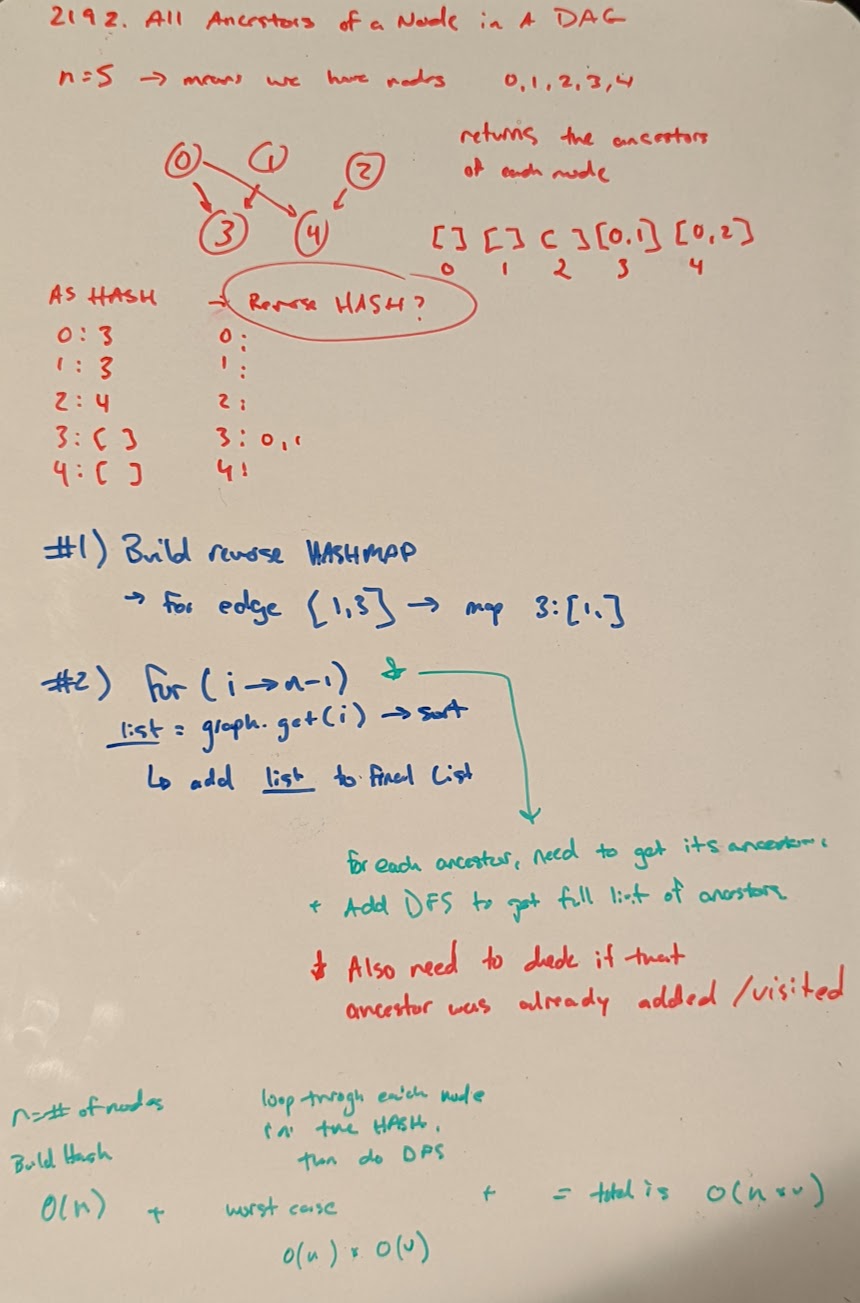 2192. All Ancestors of a Node in A DAG
n=5 → means we have nodes 0,1,2,3,4
returns the ancestors
of each node
0 1 2
3 4
[ ] [ ] [ ] [0,1] [0,2]
0 1 2 3 4
AS HASH → Reverse HASH?
0: 3 0:
1: 3 1:
2: 4 2:
3: [ ] 3: 0,1
4: [ ] 4:
#1) Build reverse HASHMAP
→ For edge [1,3] → map 3:[1,]
#2) For (i→n-1)
list = graph.get(i) → sort
↳ add list to final list
for each ancestor, need to get its ancestors
+ Add DFS to get full list of ancestors
Also need to check if that
ancestor was already added/visited
n=# of nodes
Build Hash
O(n) +
loop throgh each node
in the HASH,
then do DFS
worst case
O(n) * O(v)
+ = total is O(n*v)